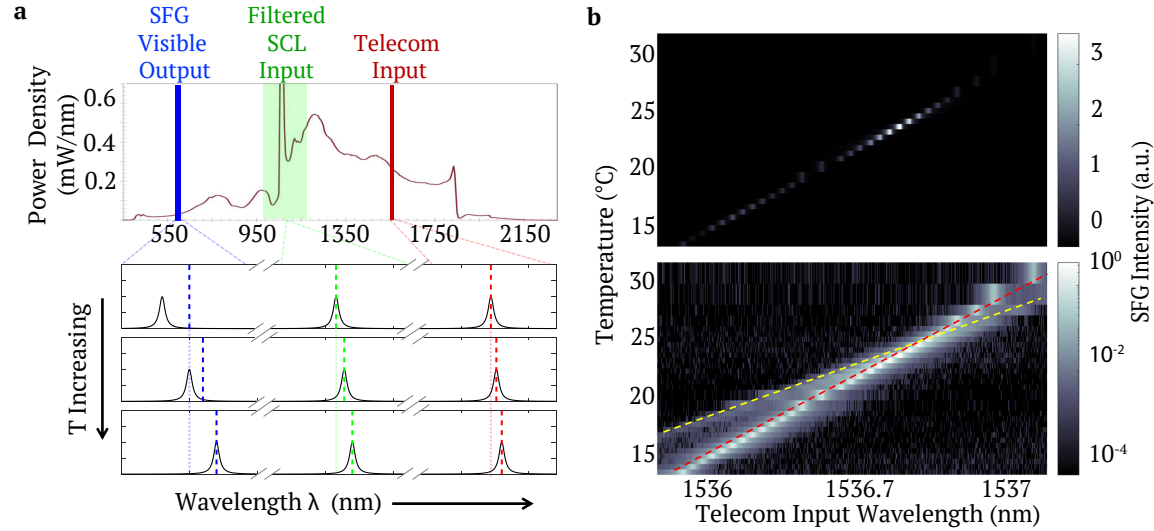 a
SFG
Visible
Output
Filtered
SCL
Input
Telecom
Input
Power Density
(mW/nm)
0.6
0.4
0.2
550 950 1350 1750 2150
T Increasing
Wavelength λ (nm)
b
Temperature (°C)
30
25
20
15
3
2
1
0
SFG Intensity (a.u.)
30
25
20
15
10⁰
10⁻²
10⁻⁴
1536 1536.7 1537
Telecom Input Wavelength (nm)